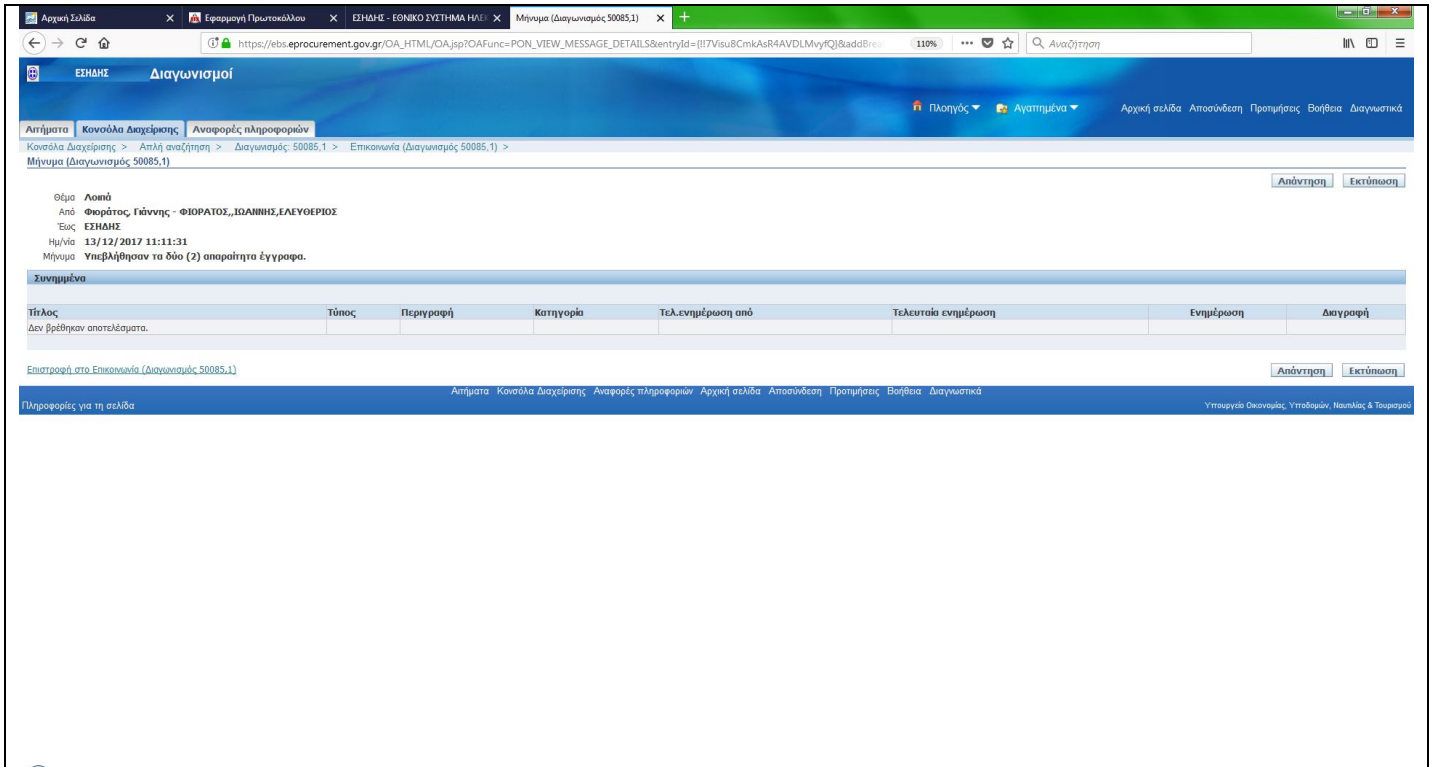 Αρχική Σελίδα
Εφαρμογή Πρωτοκόλλου
ΕΣΗΔΗΣ - ΕΘΝΙΚΟ ΣΥΣΤΗΜΑ ΗΛΕΚ
Μήνυμα (Διαγωνισμός 50085,1)
https://ebs.eprocurement.gov.gr/OA_HTML/OA.jsp?OAFunc=PON_VIEW_MESSAGE_DETAILS&entryId={!!7Visu8CmkAsR4AVDLMvyfQ}&addBrea
110%
Αναζήτηση
ΕΣΗΔΗΣ Διαγωνισμοί
Πλοηγός Αγαπημένα Αρχική σελίδα Αποσύνδεση Προτιμήσεις Βοήθεια Διαγνωστικά
Αιτήματα Κονσόλα Διαχείρισης Αναφορές πληροφοριών
Κονσόλα Διαχείρισης > Απλή αναζήτηση > Διαγωνισμός: 50085,1 > Επικοινωνία (Διαγωνισμός 50085,1) >
Μήνυμα (Διαγωνισμός 50085,1)
Απάντηση Εκτύπωση
Θέμα Λοιπά
Από Φιοράτος, Γιάννης - ΦΙΟΡΑΤΟΣ,,ΙΩΑΝΝΗΣ,ΕΛΕΥΘΕΡΙΟΣ
Έως ΕΣΗΔΗΣ
Ημ/νία 13/12/2017 11:11:31
Μήνυμα Υπεβλήθησαν τα δύο (2) απαραίτητα έγγραφα.
Συνημμένα
Τίτλος Τύπος Περιγραφή Κατηγορία Τελ.ενημέρωση από Τελευταία ενημέρωση Ενημέρωση Διαγραφή
Δεν βρέθηκαν αποτελέσματα.
Επιστροφή στο Επικοινωνία (Διαγωνισμός 50085,1)
Απάντηση Εκτύπωση
Αιτήματα Κονσόλα Διαχείρισης Αναφορές πληροφοριών Αρχική σελίδα Αποσύνδεση Προτιμήσεις Βοήθεια Διαγνωστικά
Πληροφορίες για τη σελίδα
Υπουργείο Οικονομίας, Υποδομών, Ναυτιλίας & Τουρισμού